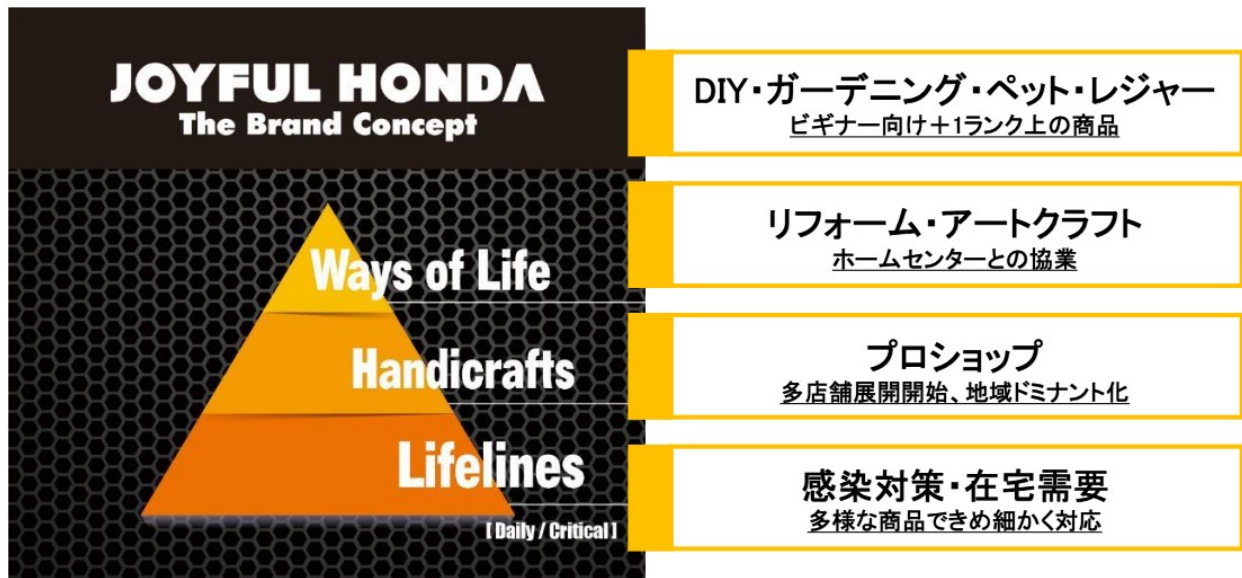 JOYFUL HONDA
The Brand Concept
Ways of Life
Handicrafts
Lifelines
[ Daily / Critical ]
DIY・ガーデニング・ペット・レジャー
ビギナー向け＋1ランク上の商品
リフォーム・アートクラフト
ホームセンターとの協業
プロショップ
多店舗展開開始、地域ドミナント化
感染対策・在宅需要
多様な商品できめ細かく対応